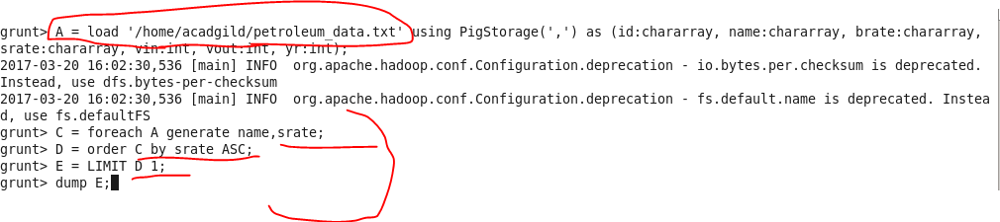 grunt> A = load '/home/acadgild/petroleum_data.txt' using PigStorage(',') as (id:chararray, name:chararray, brate:chararray,
srate:chararray, vin:int, vout:int, yr:int);
2017-03-20 16:02:30,536 [main] INFO  org.apache.hadoop.conf.Configuration.deprecation - io.bytes.per.checksum is deprecated.
Instead, use dfs.bytes-per-checksum
2017-03-20 16:02:30,536 [main] INFO  org.apache.hadoop.conf.Configuration.deprecation - fs.default.name is deprecated. Instea
d, use fs.defaultFS
grunt> C = foreach A generate name,srate;
grunt> D = order C by srate ASC;
grunt> E = LIMIT D 1;
grunt> dump E;